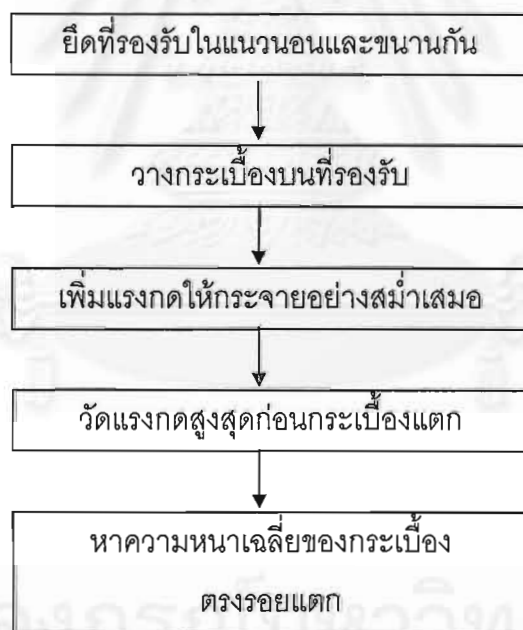 ยึดที่รองรับในแนวนอนและขนานกัน
วางกระเบื้องบนที่รองรับ
เพิ่มแรงกดให้กระจายอย่างสม่ำเสมอ
วัดแรงกดสูงสุดก่อนกระเบื้องแตก
หาความหนาเฉลี่ยของกระเบื้อง
ตรงรอยแตก